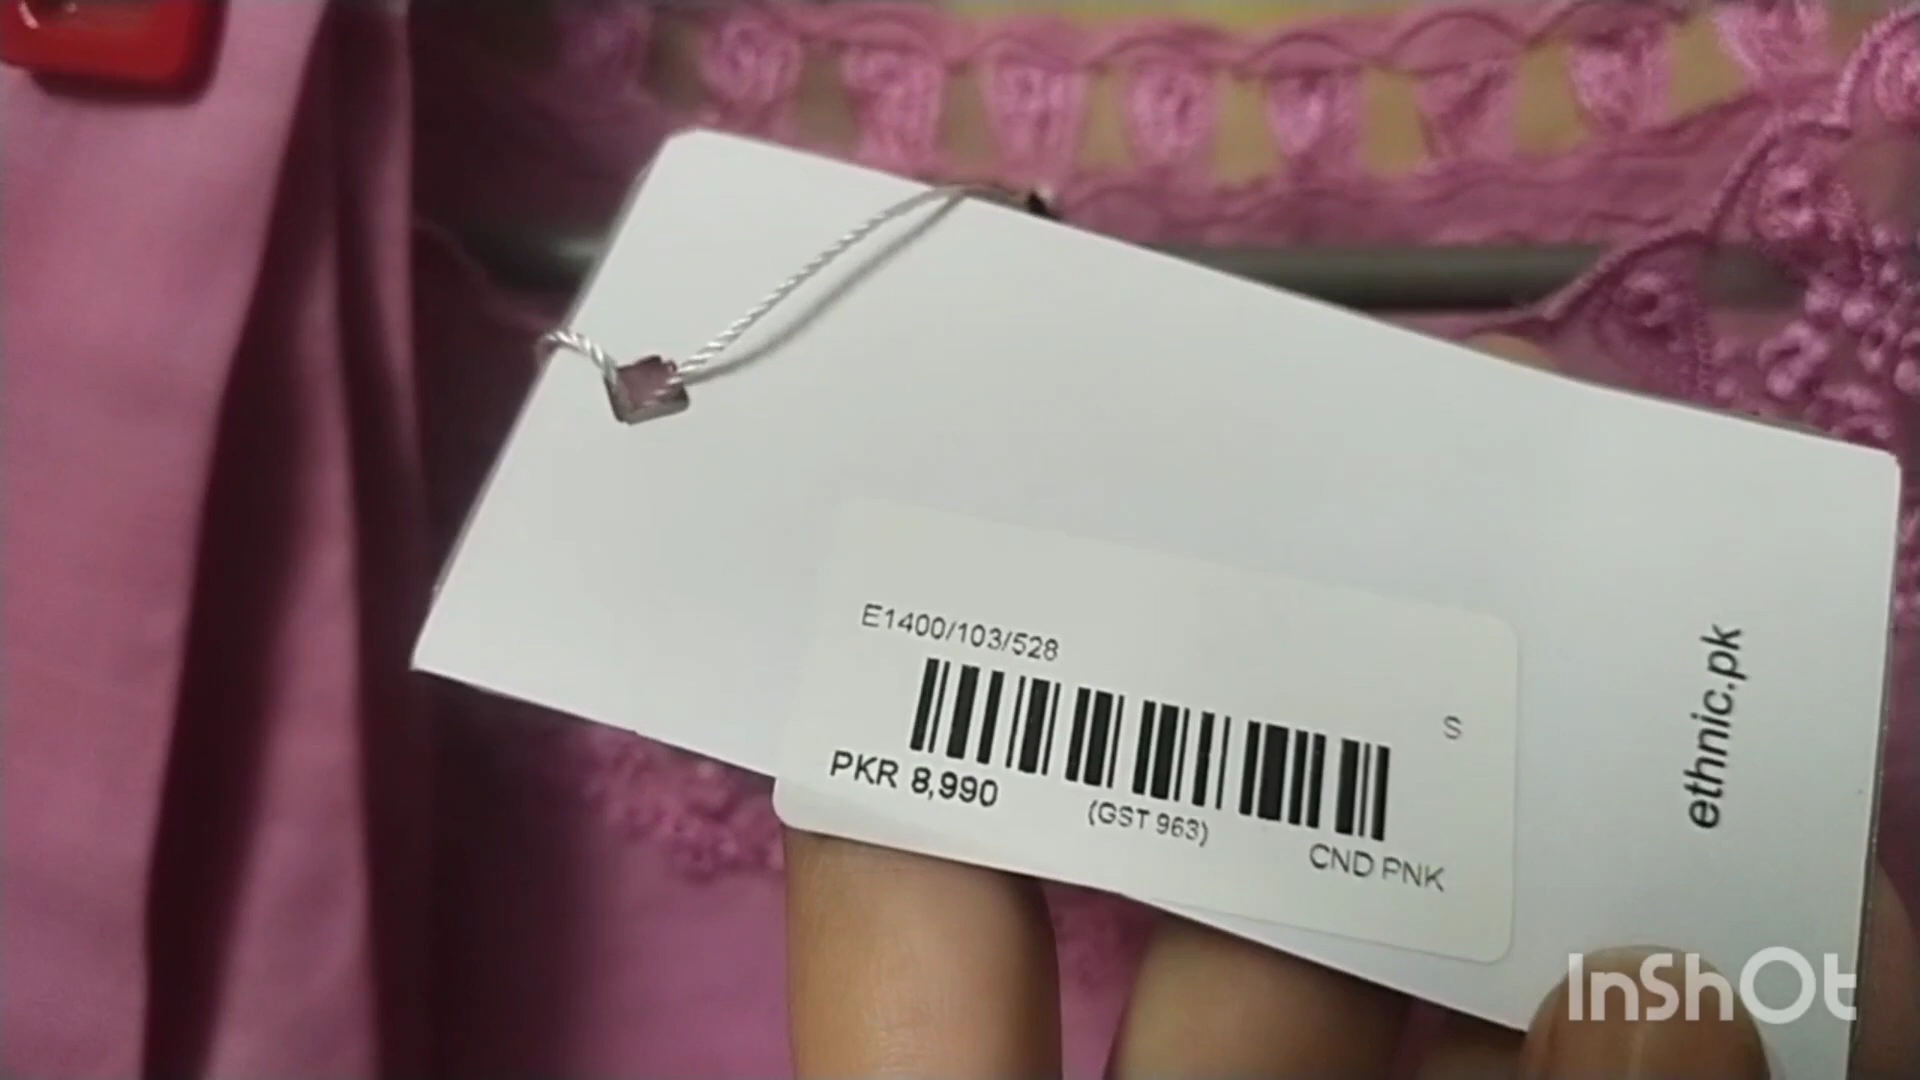 E1400/103/528
S
PKR 8,990
(GST 963)
CND PNK
ethnic.pk
InShOt